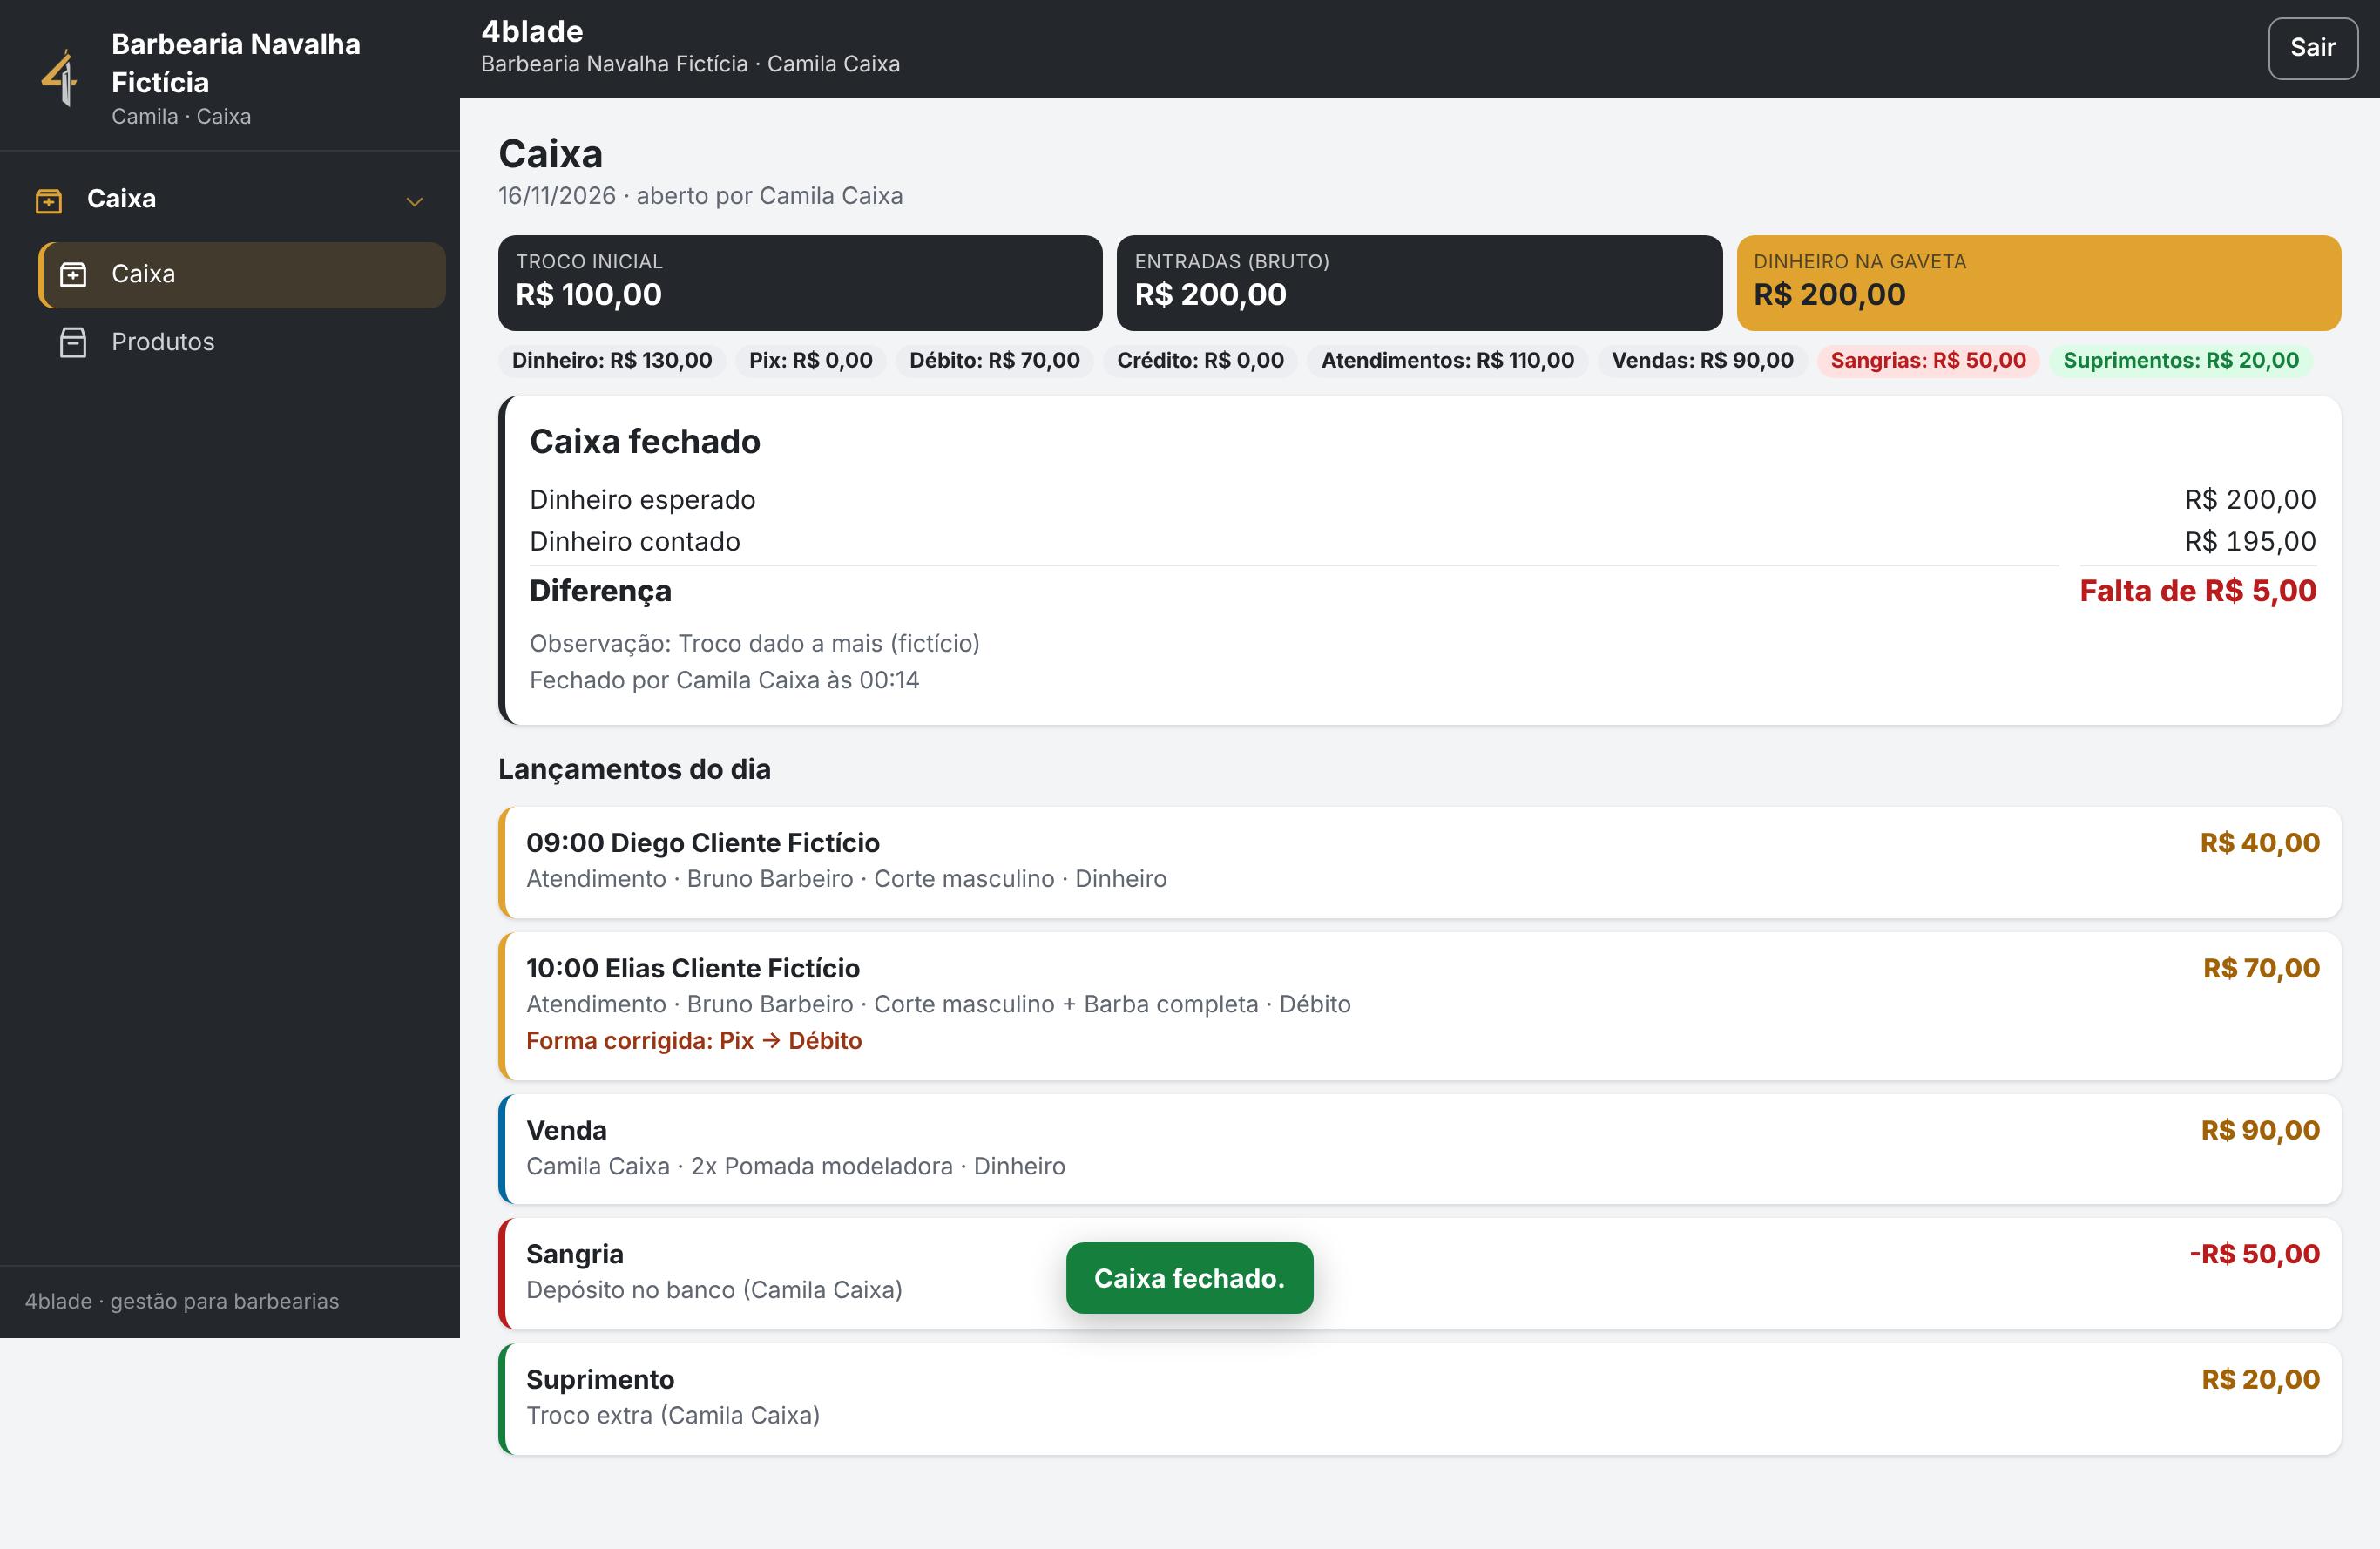 Barbearia Navalha
Fictícia
Camila · Caixa
Caixa
Caixa
Produtos
4blade · gestão para barbearias
4blade
Barbearia Navalha Fictícia · Camila Caixa
Sair
Caixa
16/11/2026 · aberto por Camila Caixa
TROCO INICIAL
R$ 100,00
ENTRADAS (BRUTO)
R$ 200,00
DINHEIRO NA GAVETA
R$ 200,00
Dinheiro: R$ 130,00 Pix: R$ 0,00 Débito: R$ 70,00 Crédito: R$ 0,00 Atendimentos: R$ 110,00 Vendas: R$ 90,00 Sangrias: R$ 50,00 Suprimentos: R$ 20,00
Caixa fechado
Dinheiro esperado R$ 200,00
Dinheiro contado R$ 195,00
Diferença Falta de R$ 5,00
Observação: Troco dado a mais (fictício)
Fechado por Camila Caixa às 00:14
Lançamentos do dia
09:00 Diego Cliente Fictício R$ 40,00
Atendimento · Bruno Barbeiro · Corte masculino · Dinheiro
10:00 Elias Cliente Fictício R$ 70,00
Atendimento · Bruno Barbeiro · Corte masculino + Barba completa · Débito
Forma corrigida: Pix → Débito
Venda R$ 90,00
Camila Caixa · 2x Pomada modeladora · Dinheiro
Sangria -R$ 50,00
Depósito no banco (Camila Caixa)
Caixa fechado.
Suprimento R$ 20,00
Troco extra (Camila Caixa)